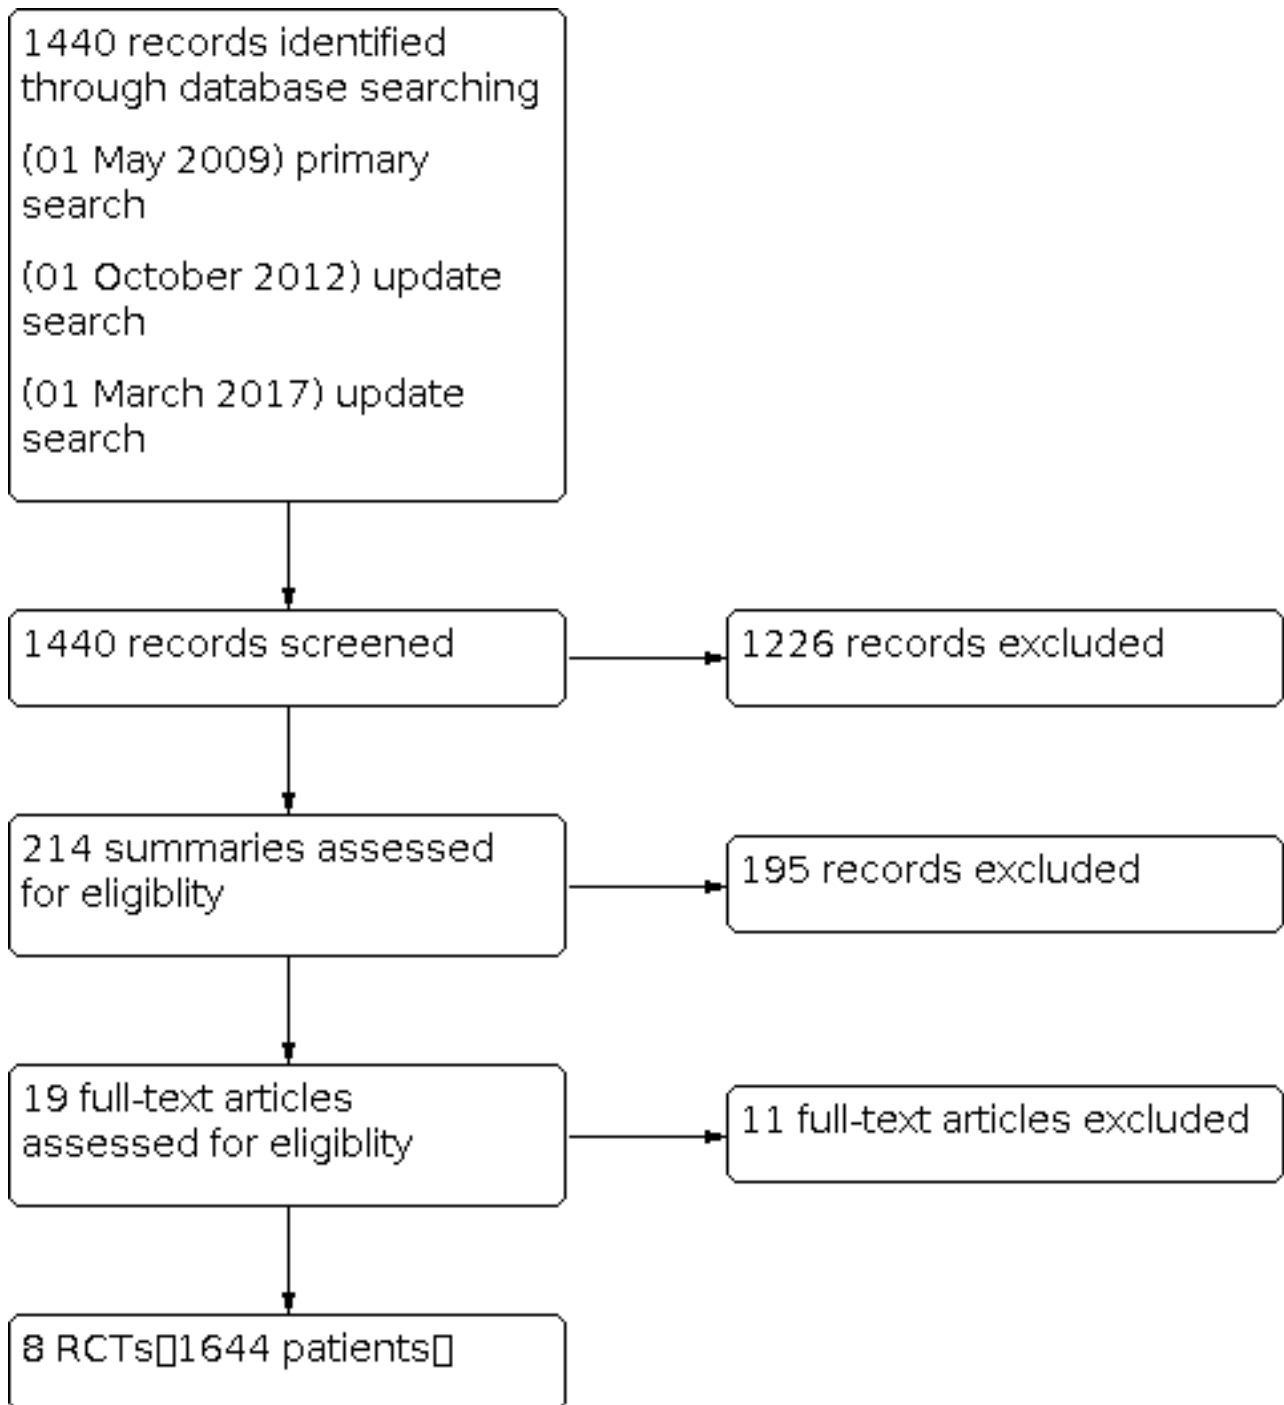 1440 records identified
through database searching
(01 May 2009) primary
search
(01 October 2012) update
search
(01 March 2017) update
search
1440 records screened
1226 records excluded
214 summaries assessed
for eligiblity
195 records excluded
19 full-text articles
assessed for eligiblity
11 full-text articles excluded
8 RCTs▯1644 patients▯